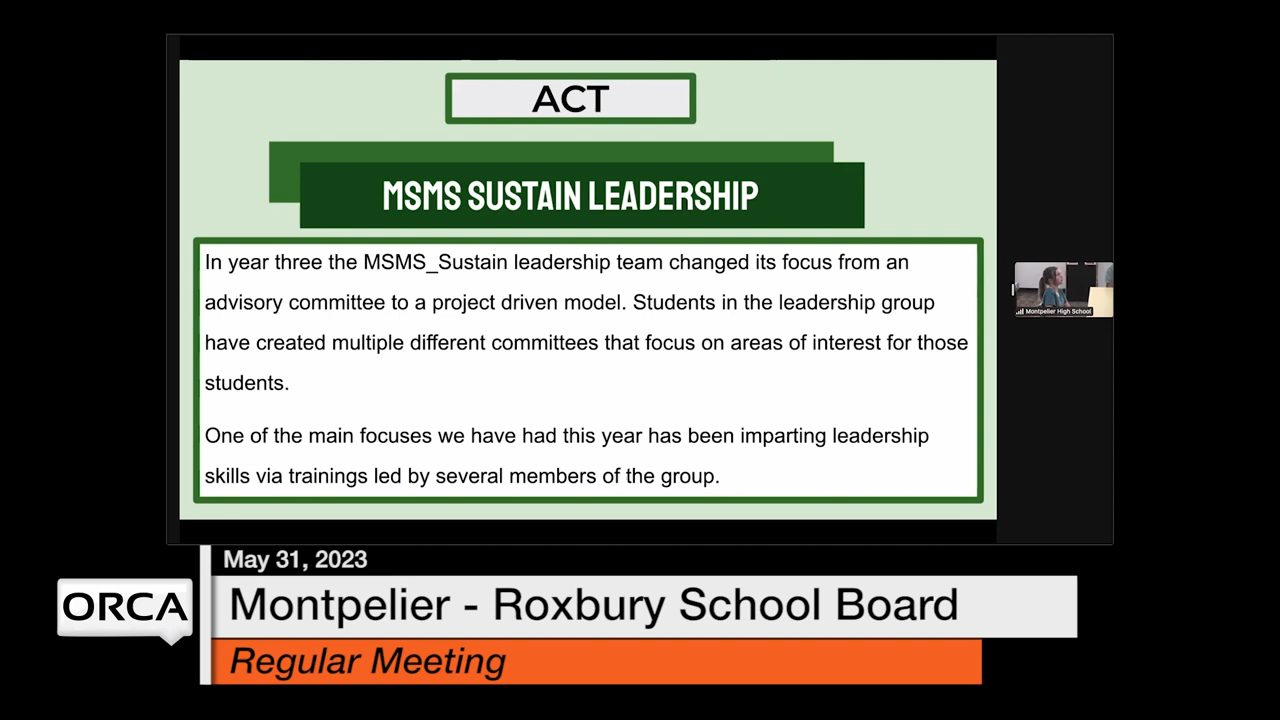 ACT
MSMS SUSTAIN LEADERSHIP
In year three the MSMS_Sustain leadership team changed its focus from an
advisory committee to a project driven model. Students in the leadership group
have created multiple different committees that focus on areas of interest for those
students.
One of the main focuses we have had this year has been imparting leadership
skills via trainings led by several members of the group.
Montpelier High School
May 31, 2023
ORCA
Montpelier - Roxbury School Board
Regular Meeting